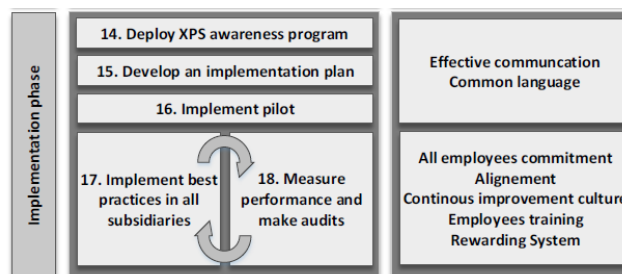 Implementation phase
14. Deploy XPS awareness program
15. Develop an implementation plan
16. Implement pilot
17. Implement best
practices in all
subsidiaries
18. Measure
performance and
make audits
Effective communcation
Common language
All employees commitment
Alignement
Continous improvement culture
Employees training
Rewarding System